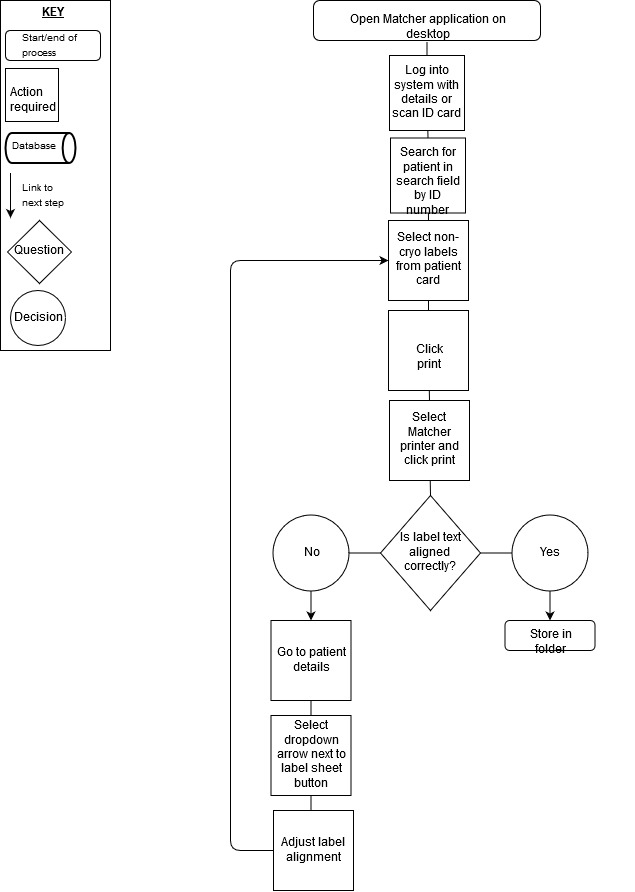 KEY
Start/end of
process
Action
required
Database
Link to
next step
Question
Decision
Open Matcher application on
desktop
Log into
system with
details or
scan ID card
Search for
patient in
search field
by ID
number
Select non-
cryo labels
from patient
card
Click
print
Select
Matcher
printer and
click print
Is label text
aligned
correctly?
No
Yes
Go to patient
details
Store in
folder
Select
dropdown
arrow next to
label sheet
button
Adjust label
alignment